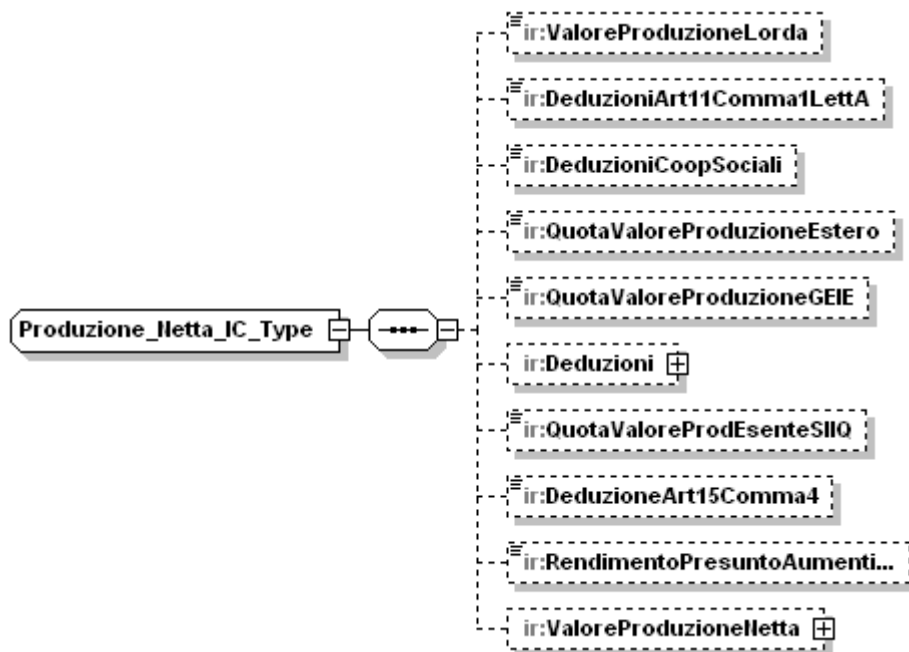 ir:ValoreProduzioneLorda
ir:DeduzioniArt11Comma1LettA
ir:DeduzioniCoopSociali
ir:QuotaValoreProduzioneEstero
ir:QuotaValoreProduzioneGEIE
Produzione_Netta_IC_Type
ir:Deduzioni
ir:QuotaValoreProdEsenteSIIQ
ir:DeduzioneArt15Comma4
ir:RendimentoPresuntoAumenti...
ir:ValoreProduzioneNetta